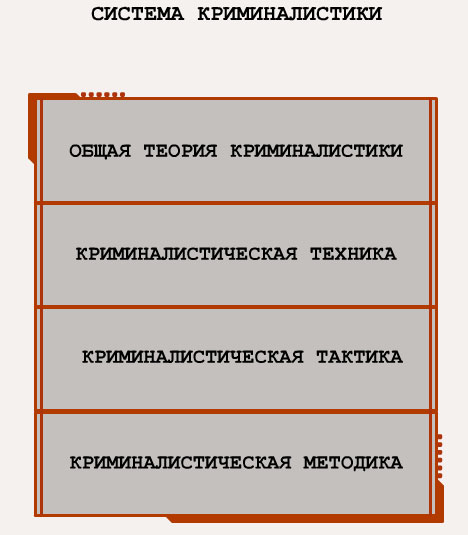 СИСТЕМА КРИМИНАЛИСТИКИ
ОБЩАЯ ТЕОРИЯ КРИМИНАЛИСТИКИ
КРИМИНАЛИСТИЧЕСКАЯ ТЕХНИКА
КРИМИНАЛИСТИЧЕСКАЯ ТАКТИКА
КРИМИНАЛИСТИЧЕСКАЯ МЕТОДИКА